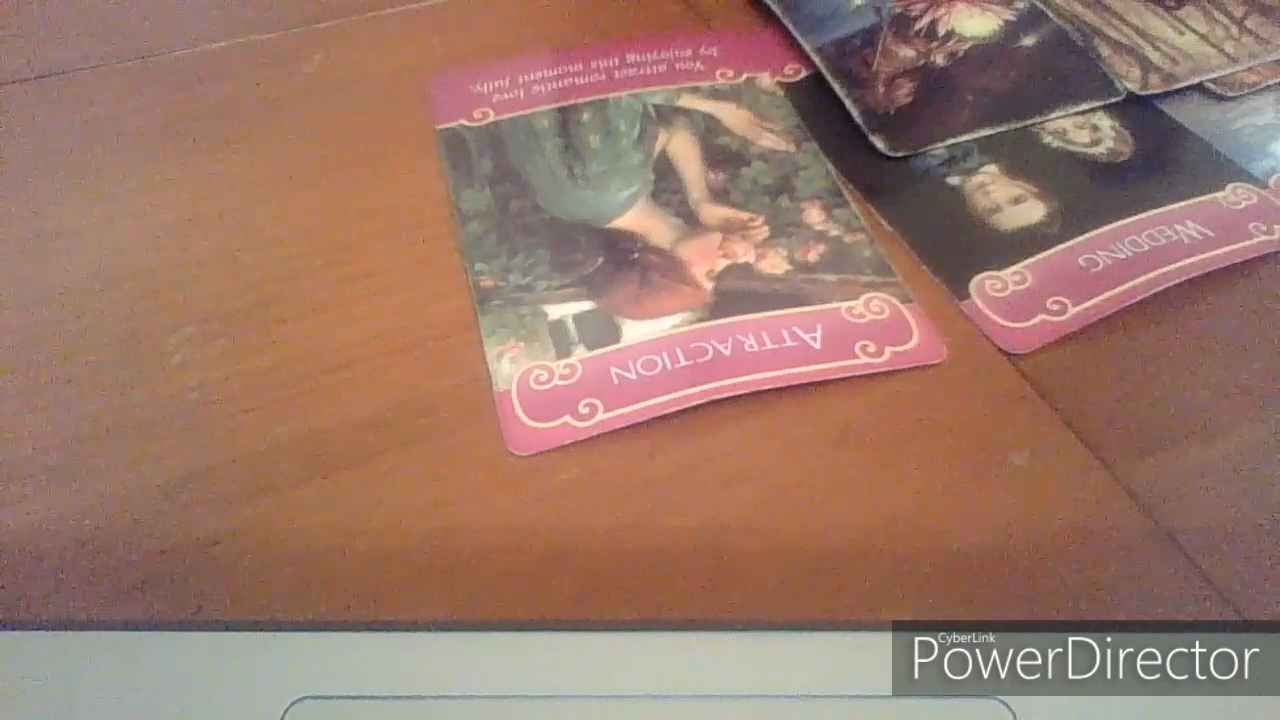 ATTRACTION
You attract romantic love
by enjoying this moment fully.
WEDDING
CyberLink
PowerDirector